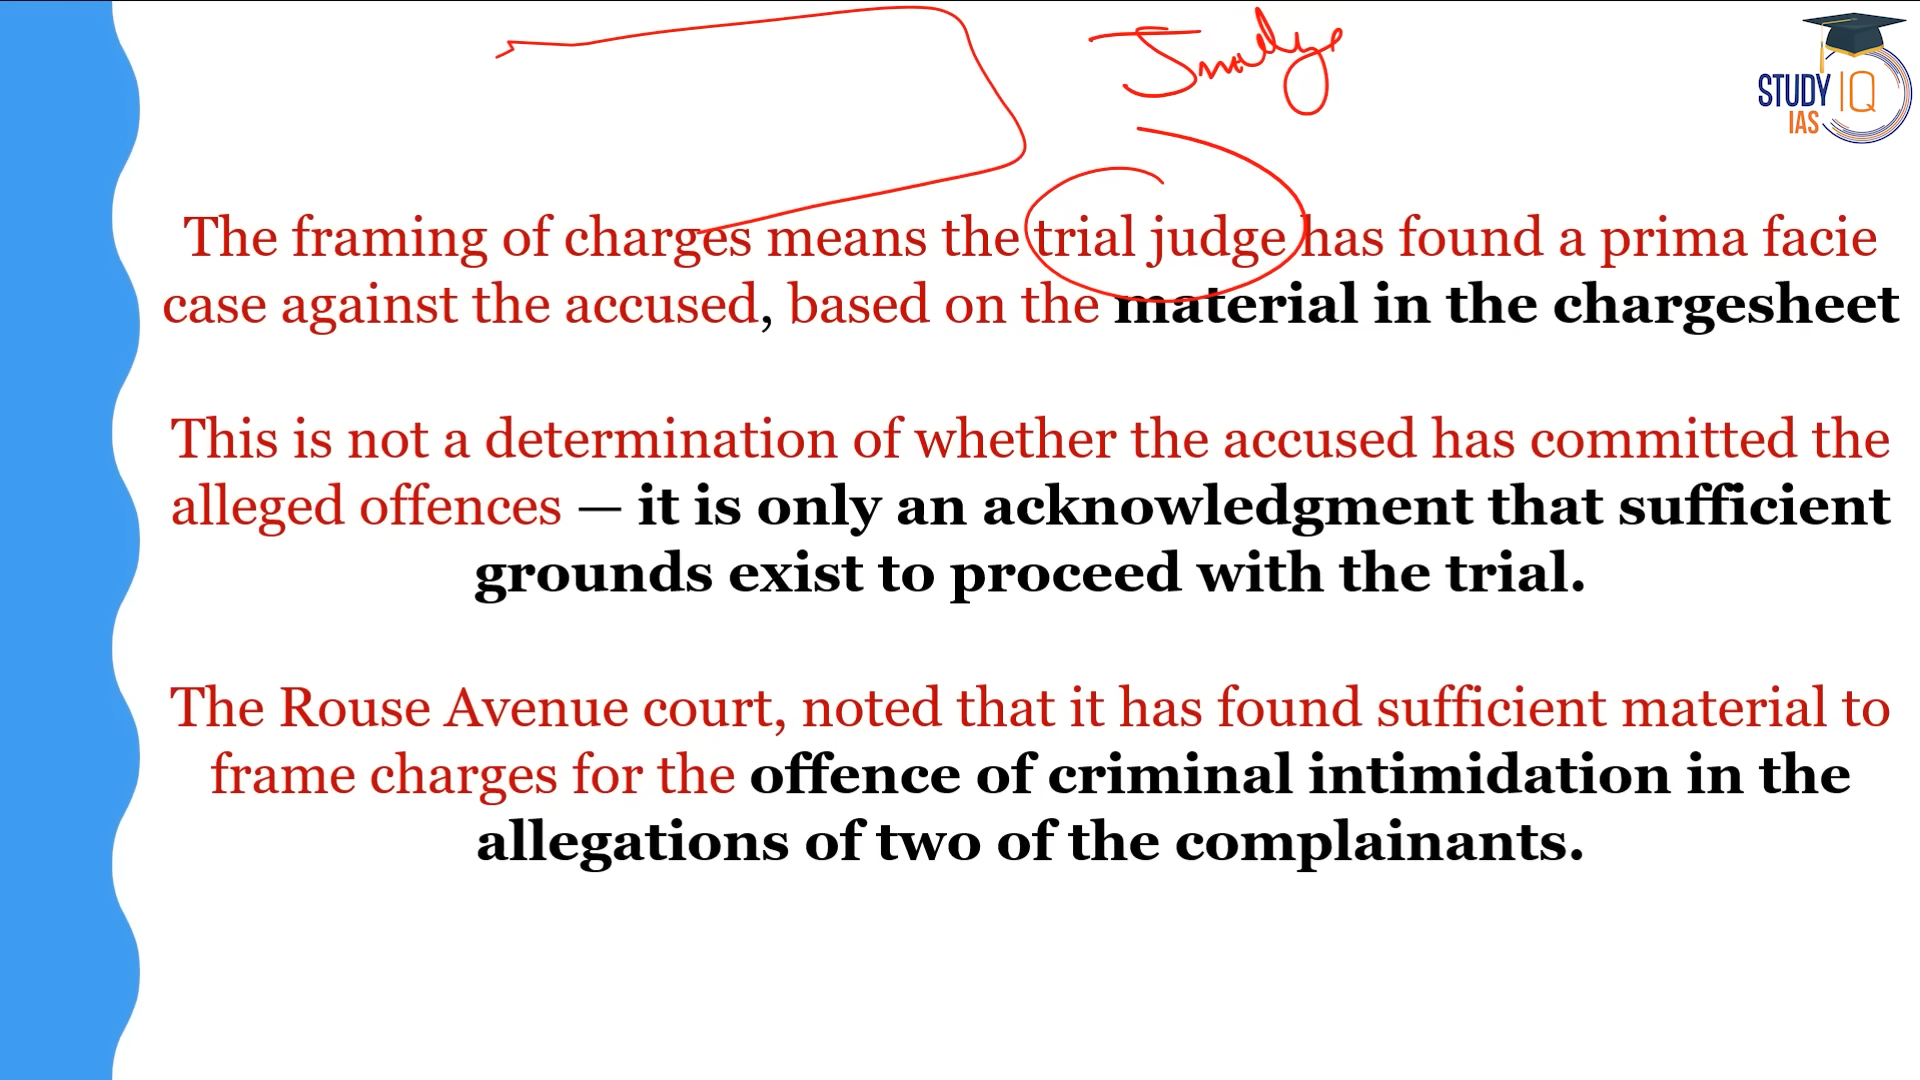 STUDY IQ
IAS
The framing of charges means the trial judge has found a prima facie
case against the accused, based on the material in the chargesheet
This is not a determination of whether the accused has committed the
alleged offences — it is only an acknowledgment that sufficient
grounds exist to proceed with the trial.
The Rouse Avenue court, noted that it has found sufficient material to
frame charges for the offence of criminal intimidation in the
allegations of two of the complainants.